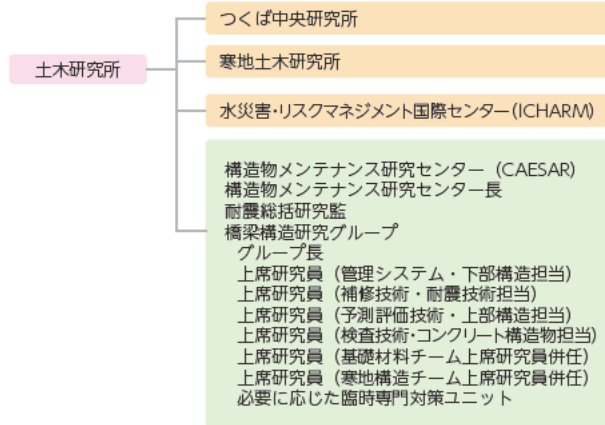 つくば中央研究所
土木研究所
寒地土木研究所
水災害・リスクマネジメント国際センター(ICHARM)
構造物メンテナンス研究センター (CAESAR)
構造物メンテナンス研究センター長
耐震総括研究監
橋梁構造研究グループ
グループ長
上席研究員（管理システム・下部構造担当）
上席研究員（補修技術・耐震技術担当）
上席研究員（予測評価技術・上部構造担当）
上席研究員（検査技術・コンクリート構造物担当）
上席研究員（基礎材料チーム上席研究員併任）
上席研究員（寒地構造チーム上席研究員併任）
必要に応じた臨時専門対策ユニット